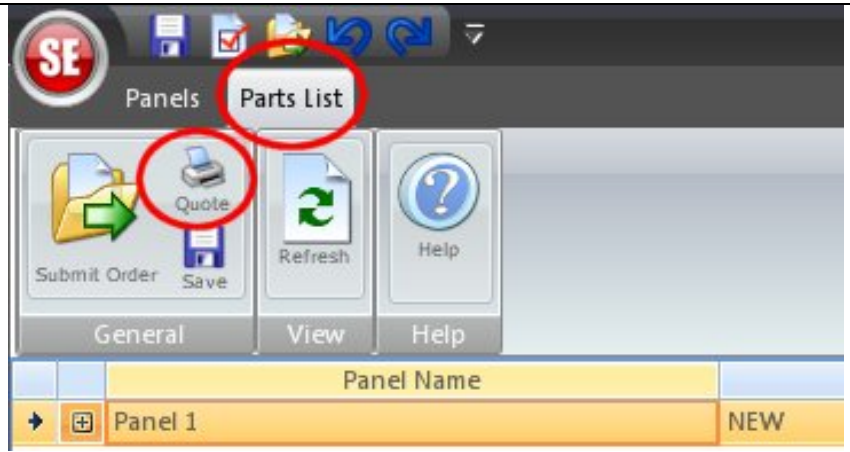 SE
Panels Parts List
Quote
Submit Order Save Refresh Help
General View Help
Panel Name
Panel 1 NEW